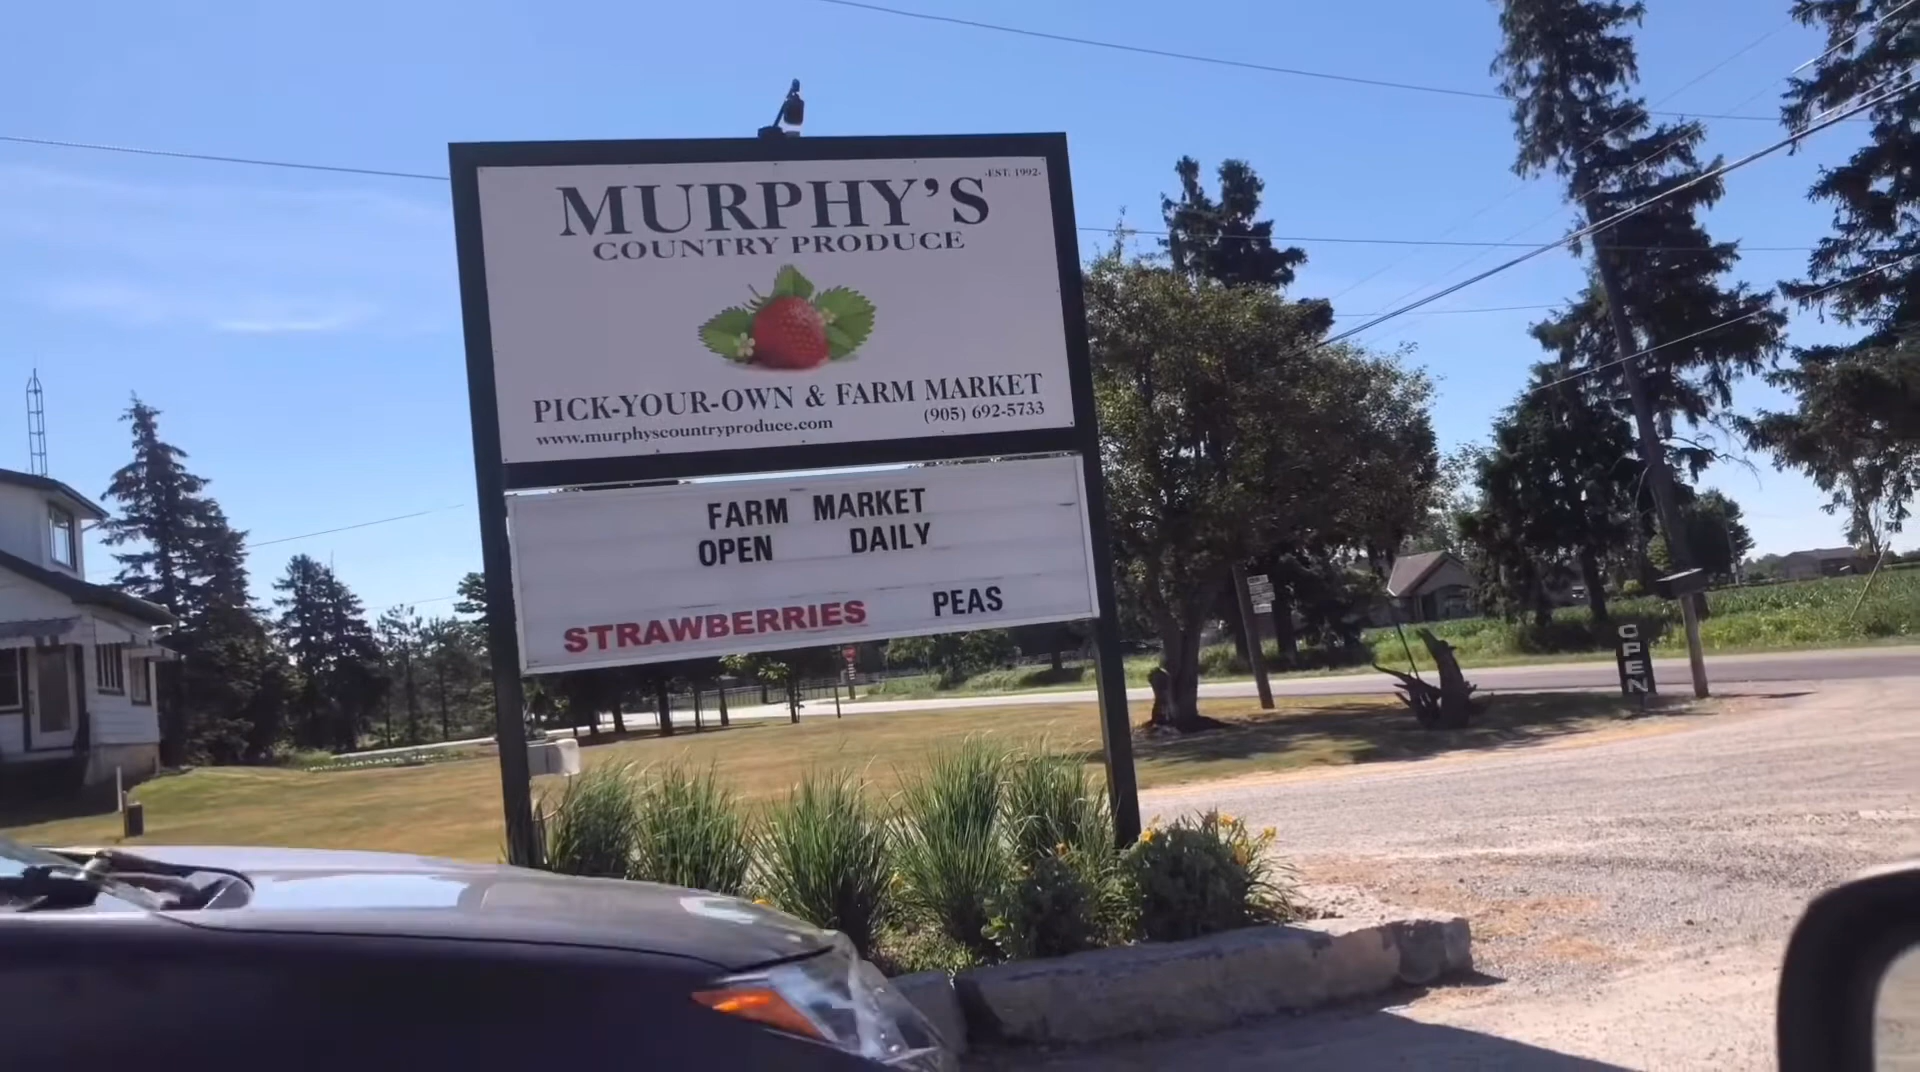 -EST. 1992-
MURPHY'S
COUNTRY PRODUCE
PICK-YOUR-OWN & FARM MARKET
www.murphyscountryproduce.com
(905) 692-5733
FARM MARKET
OPEN DAILY
STRAWBERRIES PEAS
OPEN